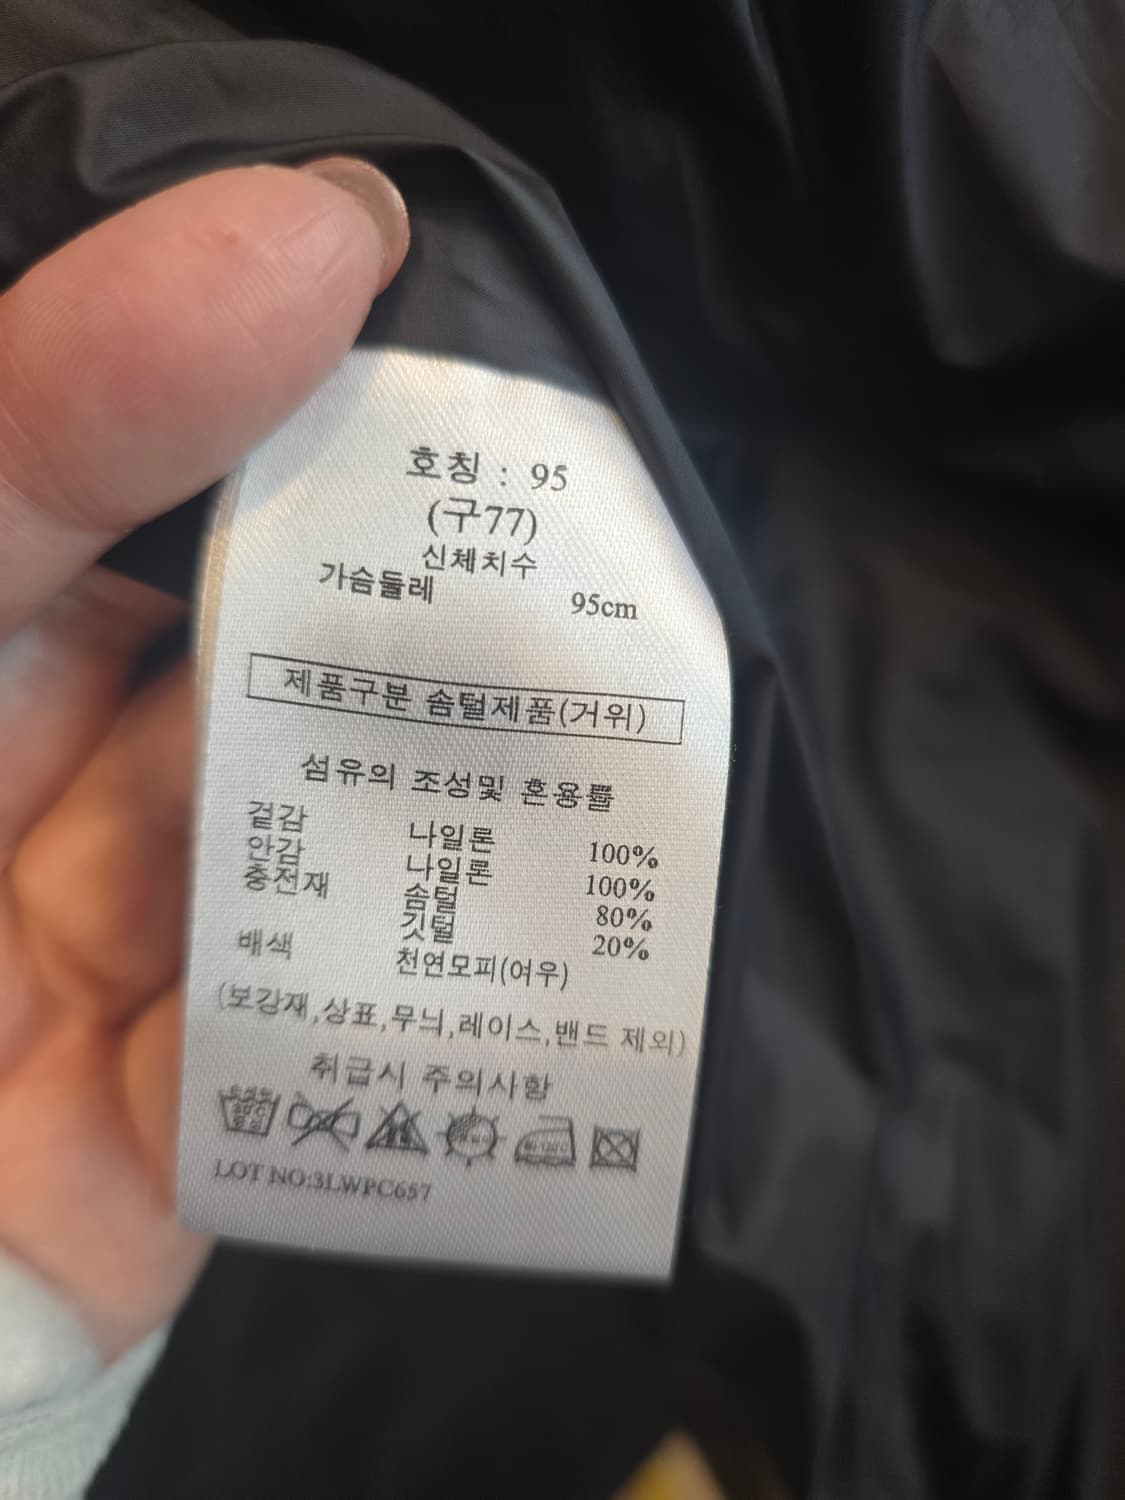 호칭 : 95
(구77)
신체치수
가슴둘레 95cm
제품구분 솜털제품(거위)
섬유의 조성및 혼용률
겉감 나일론 100%
안감 나일론 100%
충전재 솜털 80%
깃털 20%
배색 천연모피(여우)
(보강재,상표,무늬,레이스,밴드 제외)
취급시 주의사항
30℃
LOT NO:3LWPC657